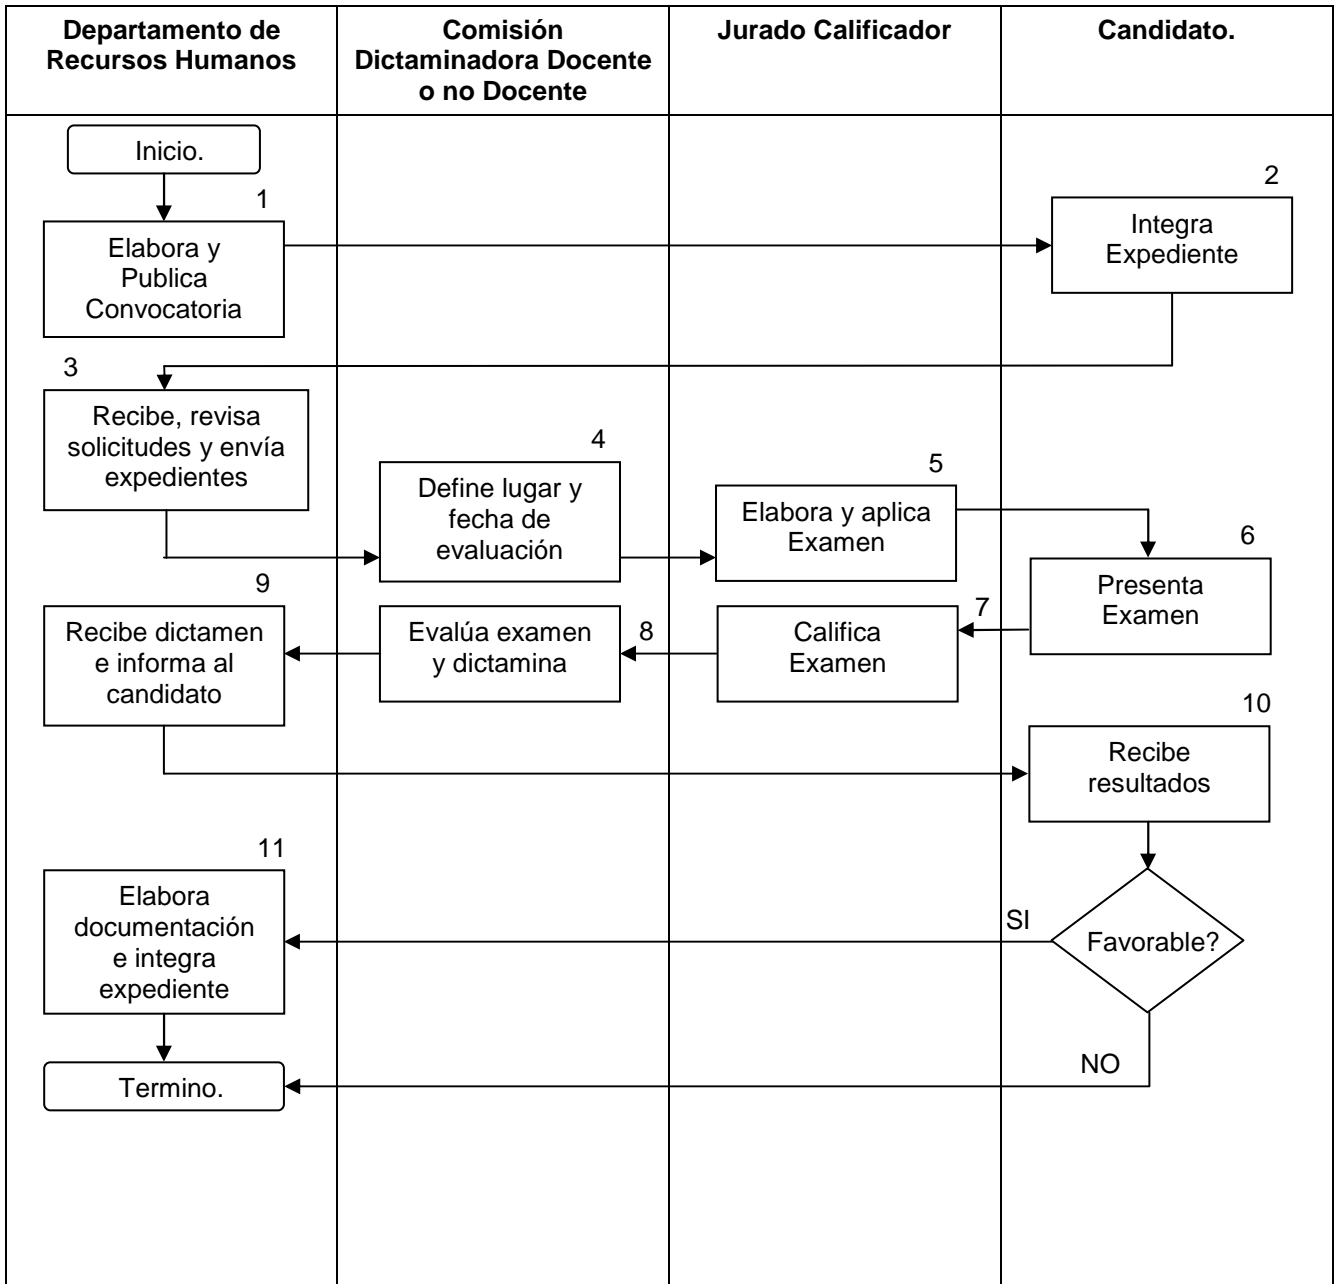 Departamento de
Recursos Humanos
Comisión
Dictaminadora Docente
o no Docente
Jurado Calificador
Candidato.
Inicio.
1
Elabora y
Publica
Convocatoria
2
Integra
Expediente
3
Recibe, revisa
solicitudes y envía
expedientes
4
Define lugar y
fecha de
evaluación
5
Elabora y aplica
Examen
6
Presenta
Examen
7
Califica
Examen
8
Evalúa examen
y dictamina
9
Recibe dictamen
e informa al
candidato
10
Recibe
resultados
Favorable?
SI
11
Elabora
documentación
e integra
expediente
NO
Termino.